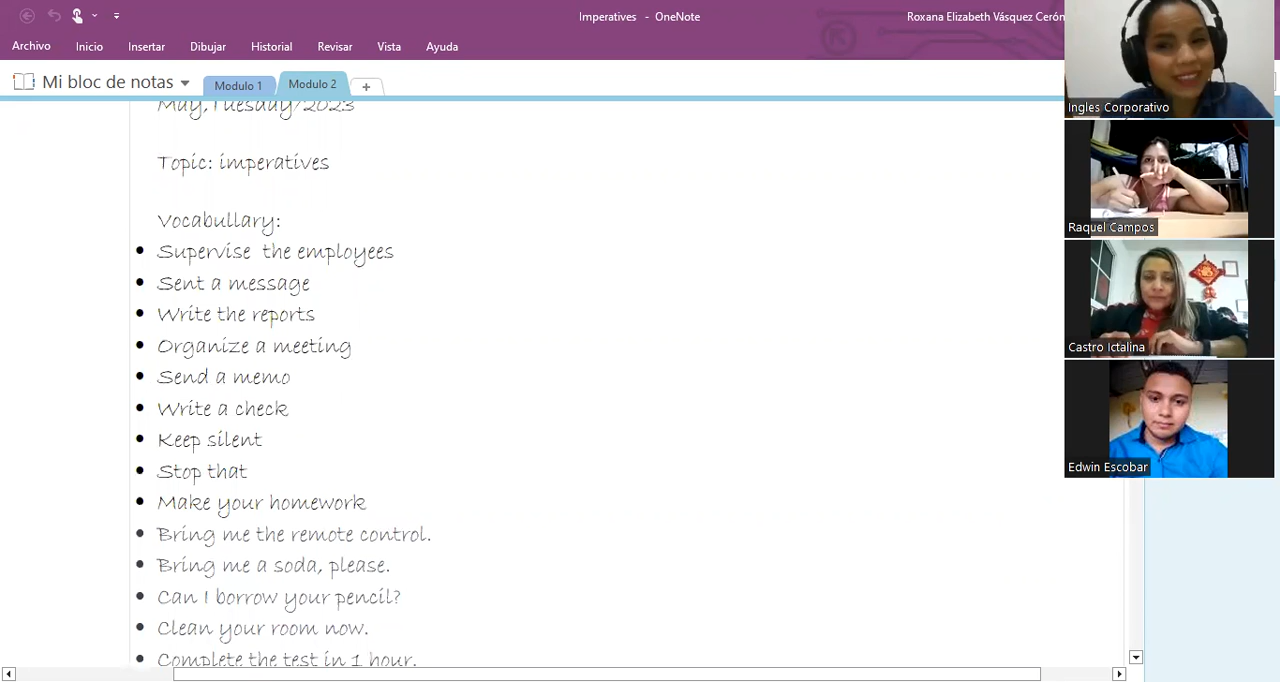 Imperatives - OneNote
Roxana Elizabeth Vásquez Cerón
Archivo Inicio Insertar Dibujar Historial Revisar Vista Ayuda
Mi bloc de notas Modulo 1 Modulo 2
May, Tuesday/2023
Topic: imperatives
Vocabullary:
Supervise the employees
Sent a message
Write the reports
Organize a meeting
Send a memo
Write a check
Keep silent
Stop that
Make your homework
Bring me the remote control.
Bring me a soda, please.
Can I borrow your pencil?
Clean your room now.
Complete the test in 1 hour.
Ingles Corporativo
Raquel Campos
Castro Ictalina
Edwin Escobar